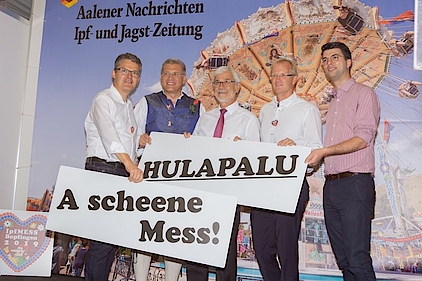 Aalener Nachrichten
Ipf- und Jagst-Zeitung
HULAPALU
A scheene
Mess!
IpfMESS
Bopfingen
2019